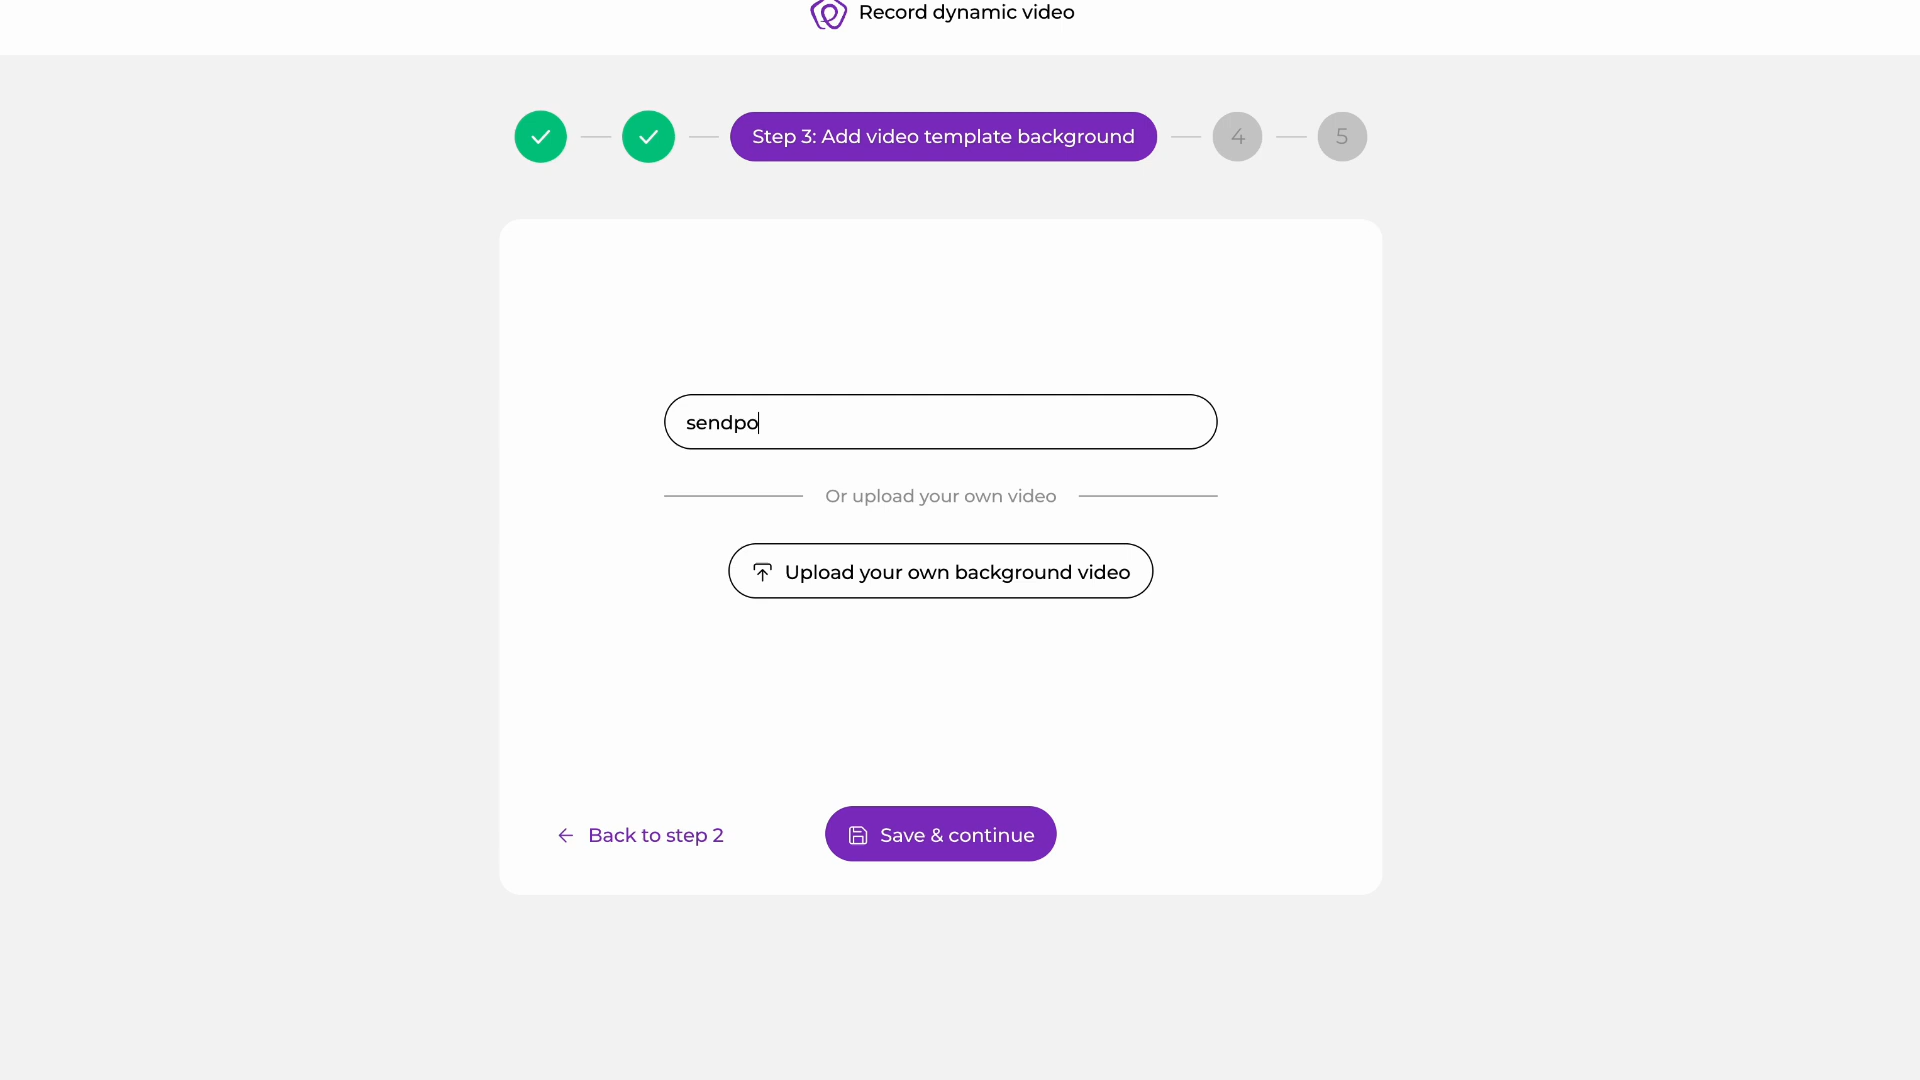 Record dynamic video
Step 3: Add video template background
4
5
sendpo
Or upload your own video
Upload your own background video
Back to step 2
Save & continue